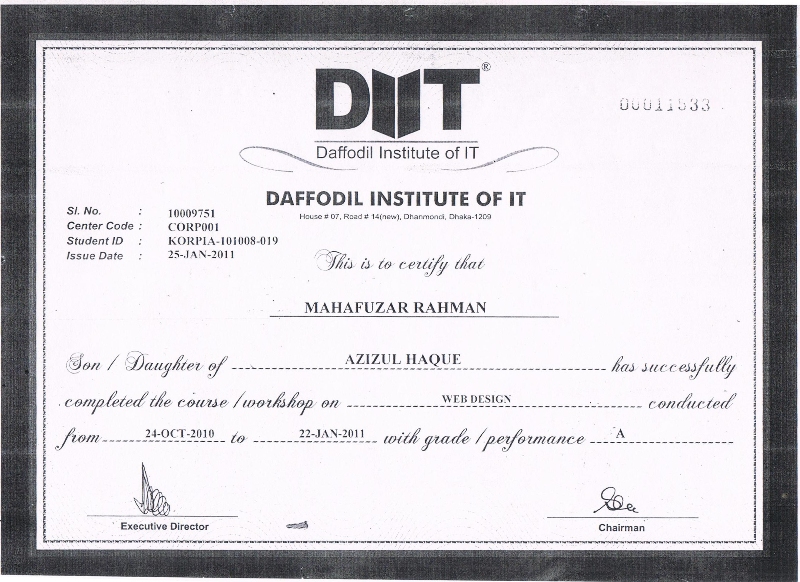 DIIT®
00011533
Daffodil Institute of IT
DAFFODIL INSTITUTE OF IT
House # 07, Road # 14(new), Dhanmondi, Dhaka-1209
Sl. No. : 10009751
Center Code : CORP001
Student ID : KORPIA-101008-019
Issue Date : 25-JAN-2011
This is to certify that
MAHAFUZAR RAHMAN
Son / Daughter of AZIZUL HAQUE has successfully
completed the course / workshop on WEB DESIGN conducted
from 24-OCT-2010 to 22-JAN-2011 with grade / performance A
Executive Director
Chairman